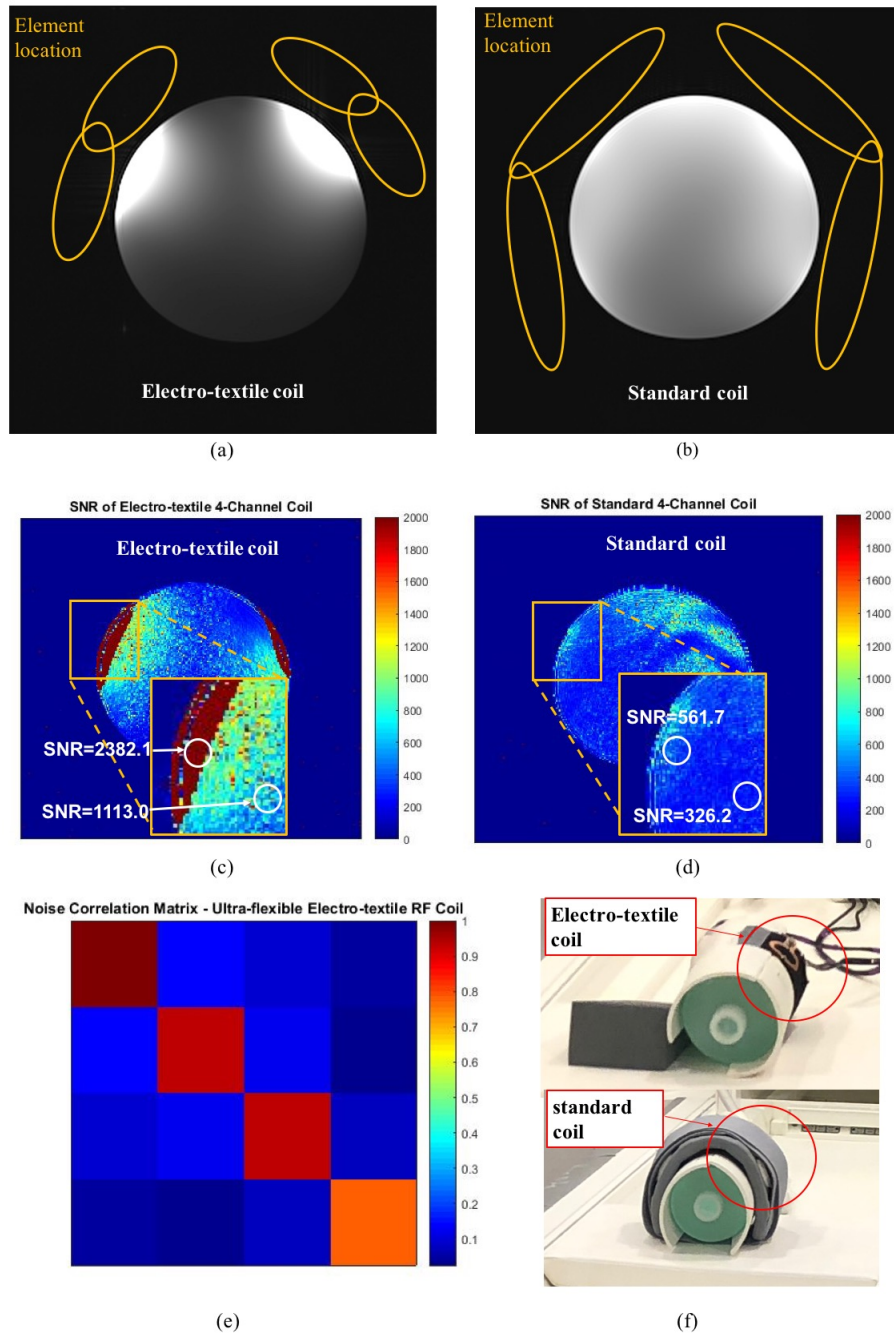 Element
location
Electro-textile coil
(a)
Element
location
Standard coil
(b)
SNR of Electro-textile 4-Channel Coil
Electro-textile coil
SNR=2382.1
SNR=1113.0
2000
1800
1600
1400
1200
1000
800
600
400
200
0
(c)
SNR of Standard 4-Channel Coil
Standard coil
SNR=561.7
SNR=326.2
2000
1800
1600
1400
1200
1000
800
600
400
200
0
(d)
Noise Correlation Matrix - Ultra-flexible Electro-textile RF Coil
1
0.9
0.8
0.7
0.6
0.5
0.4
0.3
0.2
0.1
(e)
Electro-textile
coil
standard
coil
(f)